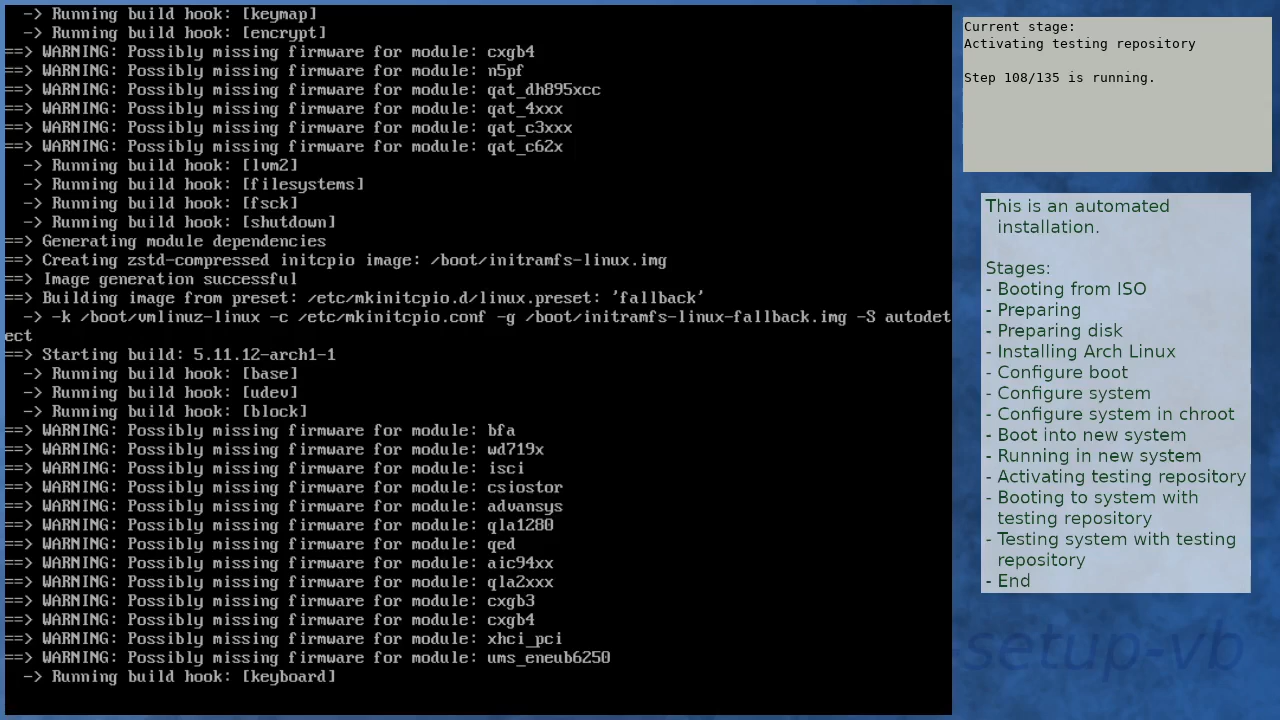 -> Running build hook: [keymap]
-> Running build hook: [encrypt]
==> WARNING: Possibly missing firmware for module: cxgb4
==> WARNING: Possibly missing firmware for module: n5pf
==> WARNING: Possibly missing firmware for module: qat_dh895xcc
==> WARNING: Possibly missing firmware for module: qat_4xxx
==> WARNING: Possibly missing firmware for module: qat_c3xxx
==> WARNING: Possibly missing firmware for module: qat_c62x
-> Running build hook: [lvm2]
-> Running build hook: [filesystems]
-> Running build hook: [fsck]
-> Running build hook: [shutdown]
==> Generating module dependencies
==> Creating zstd-compressed initcpio image: /boot/initramfs-linux.img
==> Image generation successful
==> Building image from preset: /etc/mkinitcpio.d/linux.preset: 'fallback'
-> -k /boot/vmlinuz-linux -c /etc/mkinitcpio.conf -g /boot/initramfs-linux-fallback.img -S autodet
ect
==> Starting build: 5.11.12-arch1-1
-> Running build hook: [base]
-> Running build hook: [udev]
-> Running build hook: [block]
==> WARNING: Possibly missing firmware for module: bfa
==> WARNING: Possibly missing firmware for module: wd719x
==> WARNING: Possibly missing firmware for module: isci
==> WARNING: Possibly missing firmware for module: csiostor
==> WARNING: Possibly missing firmware for module: advansys
==> WARNING: Possibly missing firmware for module: qla1280
==> WARNING: Possibly missing firmware for module: qed
==> WARNING: Possibly missing firmware for module: aic94xx
==> WARNING: Possibly missing firmware for module: qla2xxx
==> WARNING: Possibly missing firmware for module: cxgb3
==> WARNING: Possibly missing firmware for module: cxgb4
==> WARNING: Possibly missing firmware for module: xhci_pci
==> WARNING: Possibly missing firmware for module: ums_eneub6250
-> Running build hook: [keyboard]
Current stage:
Activating testing repository
Step 108/135 is running.
This is an automated
installation.
Stages:
- Booting from ISO
- Preparing
- Preparing disk
- Installing Arch Linux
- Configure boot
- Configure system
- Configure system in chroot
- Boot into new system
- Running in new system
- Activating testing repository
- Booting to system with
testing repository
- Testing system with testing
repository
- End
setup-vb